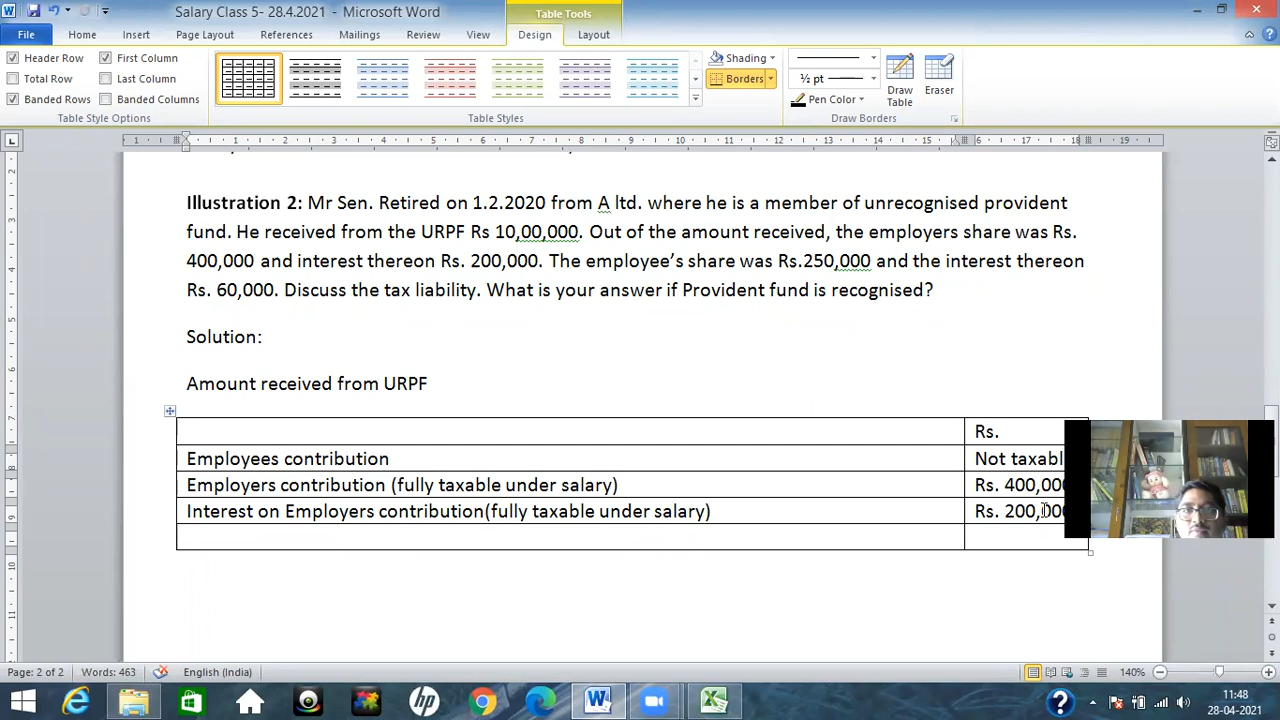 Salary Class 5- 28.4.2021 - Microsoft Word
Table Tools
File Home Insert Page Layout References Mailings Review View Design Layout
Header Row First Column
Total Row Last Column
Banded Rows Banded Columns
Table Style Options
Table Styles
Shading
Borders
½ pt
Pen Color
Draw Table
Eraser
Draw Borders
Illustration 2: Mr Sen. Retired on 1.2.2020 from A ltd. where he is a member of unrecognised provident
fund. He received from the URPF Rs 10,00,000. Out of the amount received, the employers share was Rs.
400,000 and interest thereon Rs. 200,000. The employee’s share was Rs.250,000 and the interest thereon
Rs. 60,000. Discuss the tax liability. What is your answer if Provident fund is recognised?
Solution:
Amount received from URPF
Rs.
Employees contribution Not taxabl
Employers contribution (fully taxable under salary) Rs. 400,000
Interest on Employers contribution(fully taxable under salary) Rs. 200,000
Page: 2 of 2 Words: 463 English (India) 140%
11:48
28-04-2021